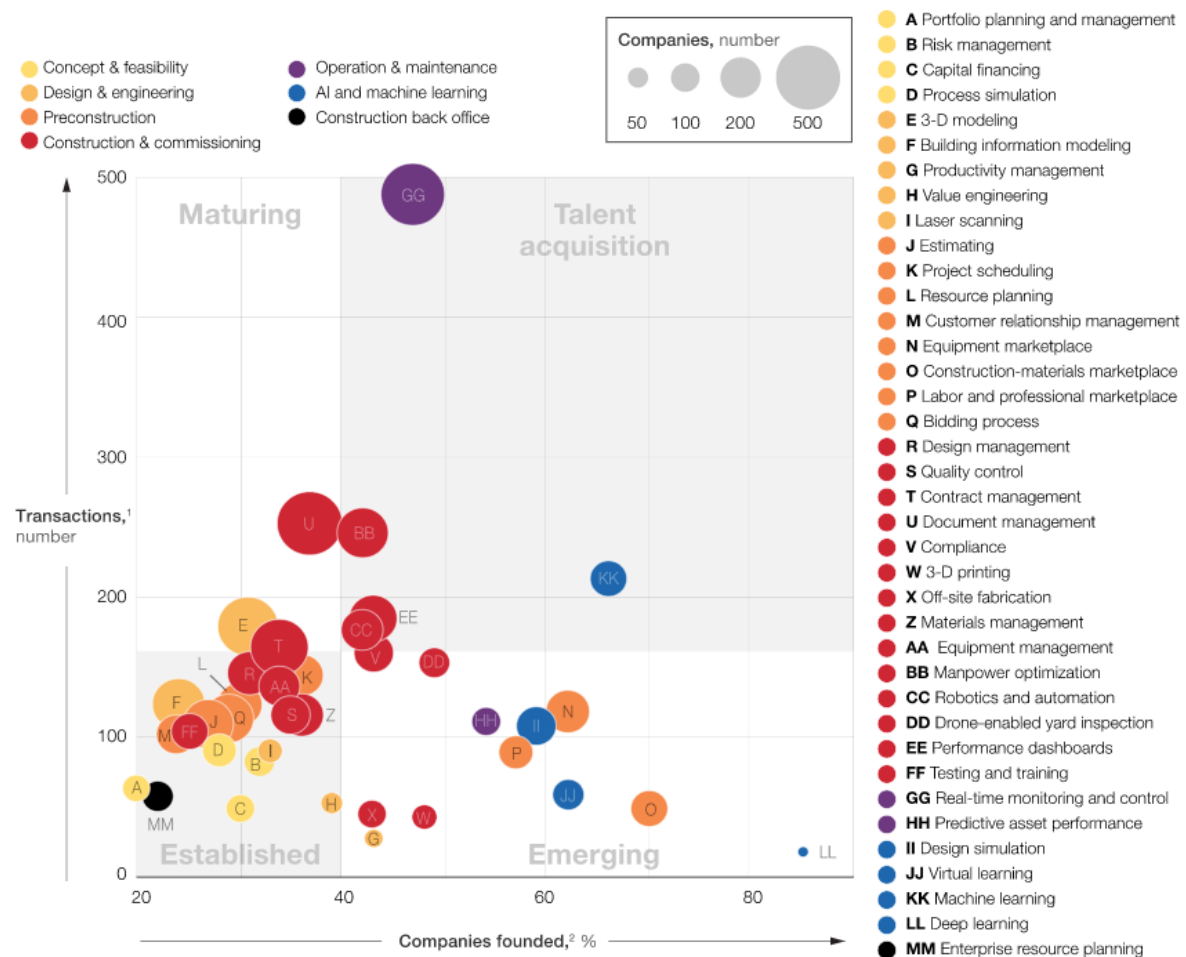 Concept & feasibility
Design & engineering
Preconstruction
Construction & commissioning
Operation & maintenance
AI and machine learning
Construction back office
Companies, number
50 100 200 500
A Portfolio planning and management
B Risk management
C Capital financing
D Process simulation
E 3-D modeling
F Building information modeling
G Productivity management
H Value engineering
I Laser scanning
J Estimating
K Project scheduling
L Resource planning
M Customer relationship management
N Equipment marketplace
O Construction-materials marketplace
P Labor and professional marketplace
Q Bidding process
R Design management
S Quality control
T Contract management
U Document management
V Compliance
W 3-D printing
X Off-site fabrication
Z Materials management
AA Equipment management
BB Manpower optimization
CC Robotics and automation
DD Drone-enabled yard inspection
EE Performance dashboards
FF Testing and training
GG Real-time monitoring and control
HH Predictive asset performance
II Design simulation
JJ Virtual learning
KK Machine learning
LL Deep learning
MM Enterprise resource planning
Transactions,¹
number
500
400
300
200
100
0
Maturing
Talent
acquisition
Established
Emerging
GG
U
BB
KK
E
EE
CC
T
V
DD
L
R
K
AA
F
J
Q
S
Z
M
FF
D
I
B
HH
II
N
P
A
MM
C
H
X
W
G
JJ
O
LL
20 40 60 80
Companies founded,² %